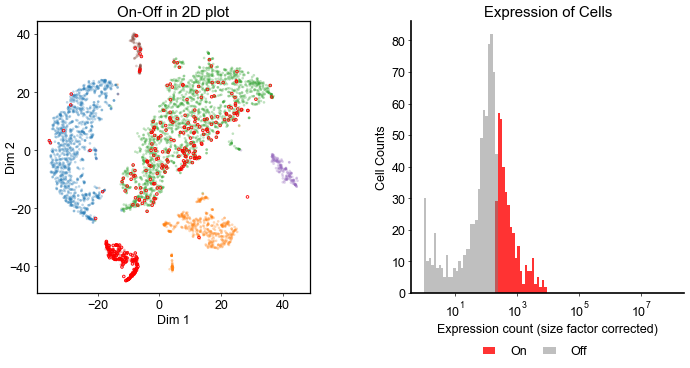 On-Off in 2D plot
40
20
0
−20
−40
Dim 2
−20
0
20
40
Dim 1
Expression of Cells
80
70
60
50
40
30
20
10
0
Cell Counts
10^1
10^3
10^5
10^7
Expression count (size factor corrected)
On
Off